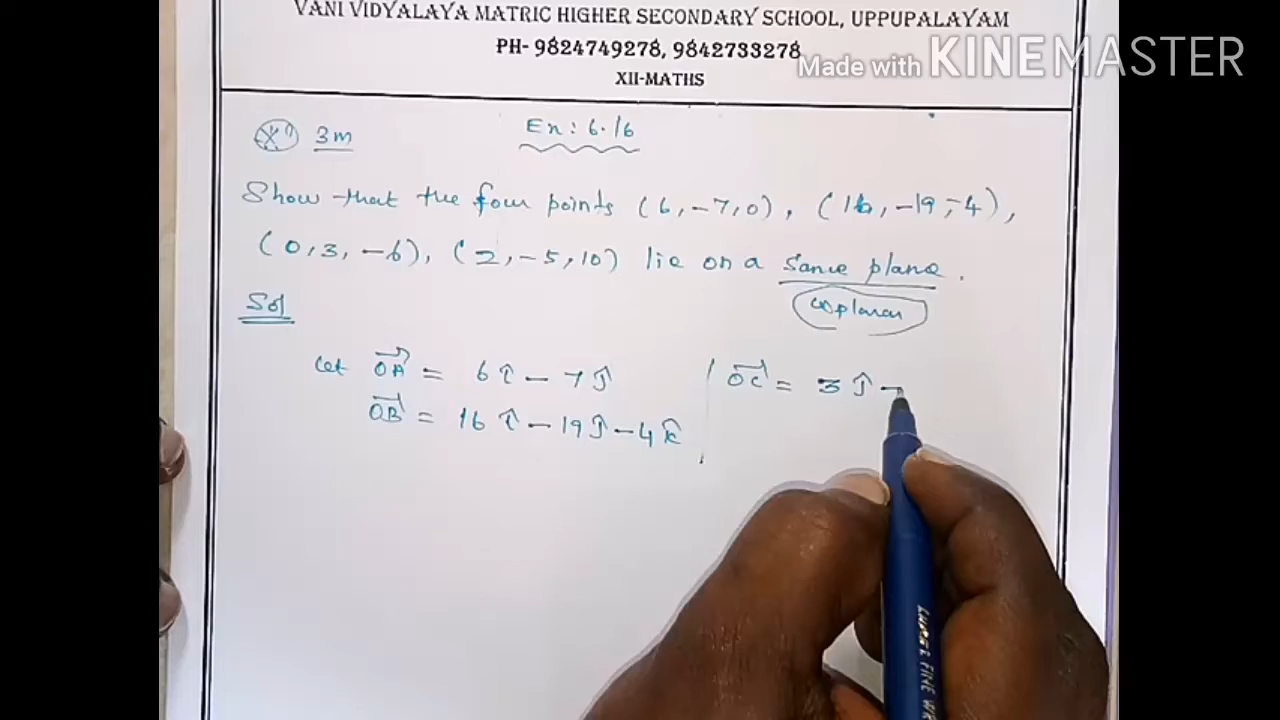 VANI VIDYALAYA MATRIC HIGHER SECONDARY SCHOOL, UPPUPALAYAM
PH- 9824749278, 9842733278
Made with KINEMASTER
XII-MATHS
3m
Ex: 6.16
Show that the four points (6, -7, 0), (16, -19, -4),
(0, 3, -6), (2, -5, 10) lie on a same plane.
coplanar
Sol
Let OA⃗ = 6î - 7ĵ
OB⃗ = 16î - 19ĵ - 4k̂
OC⃗ = 3ĵ -